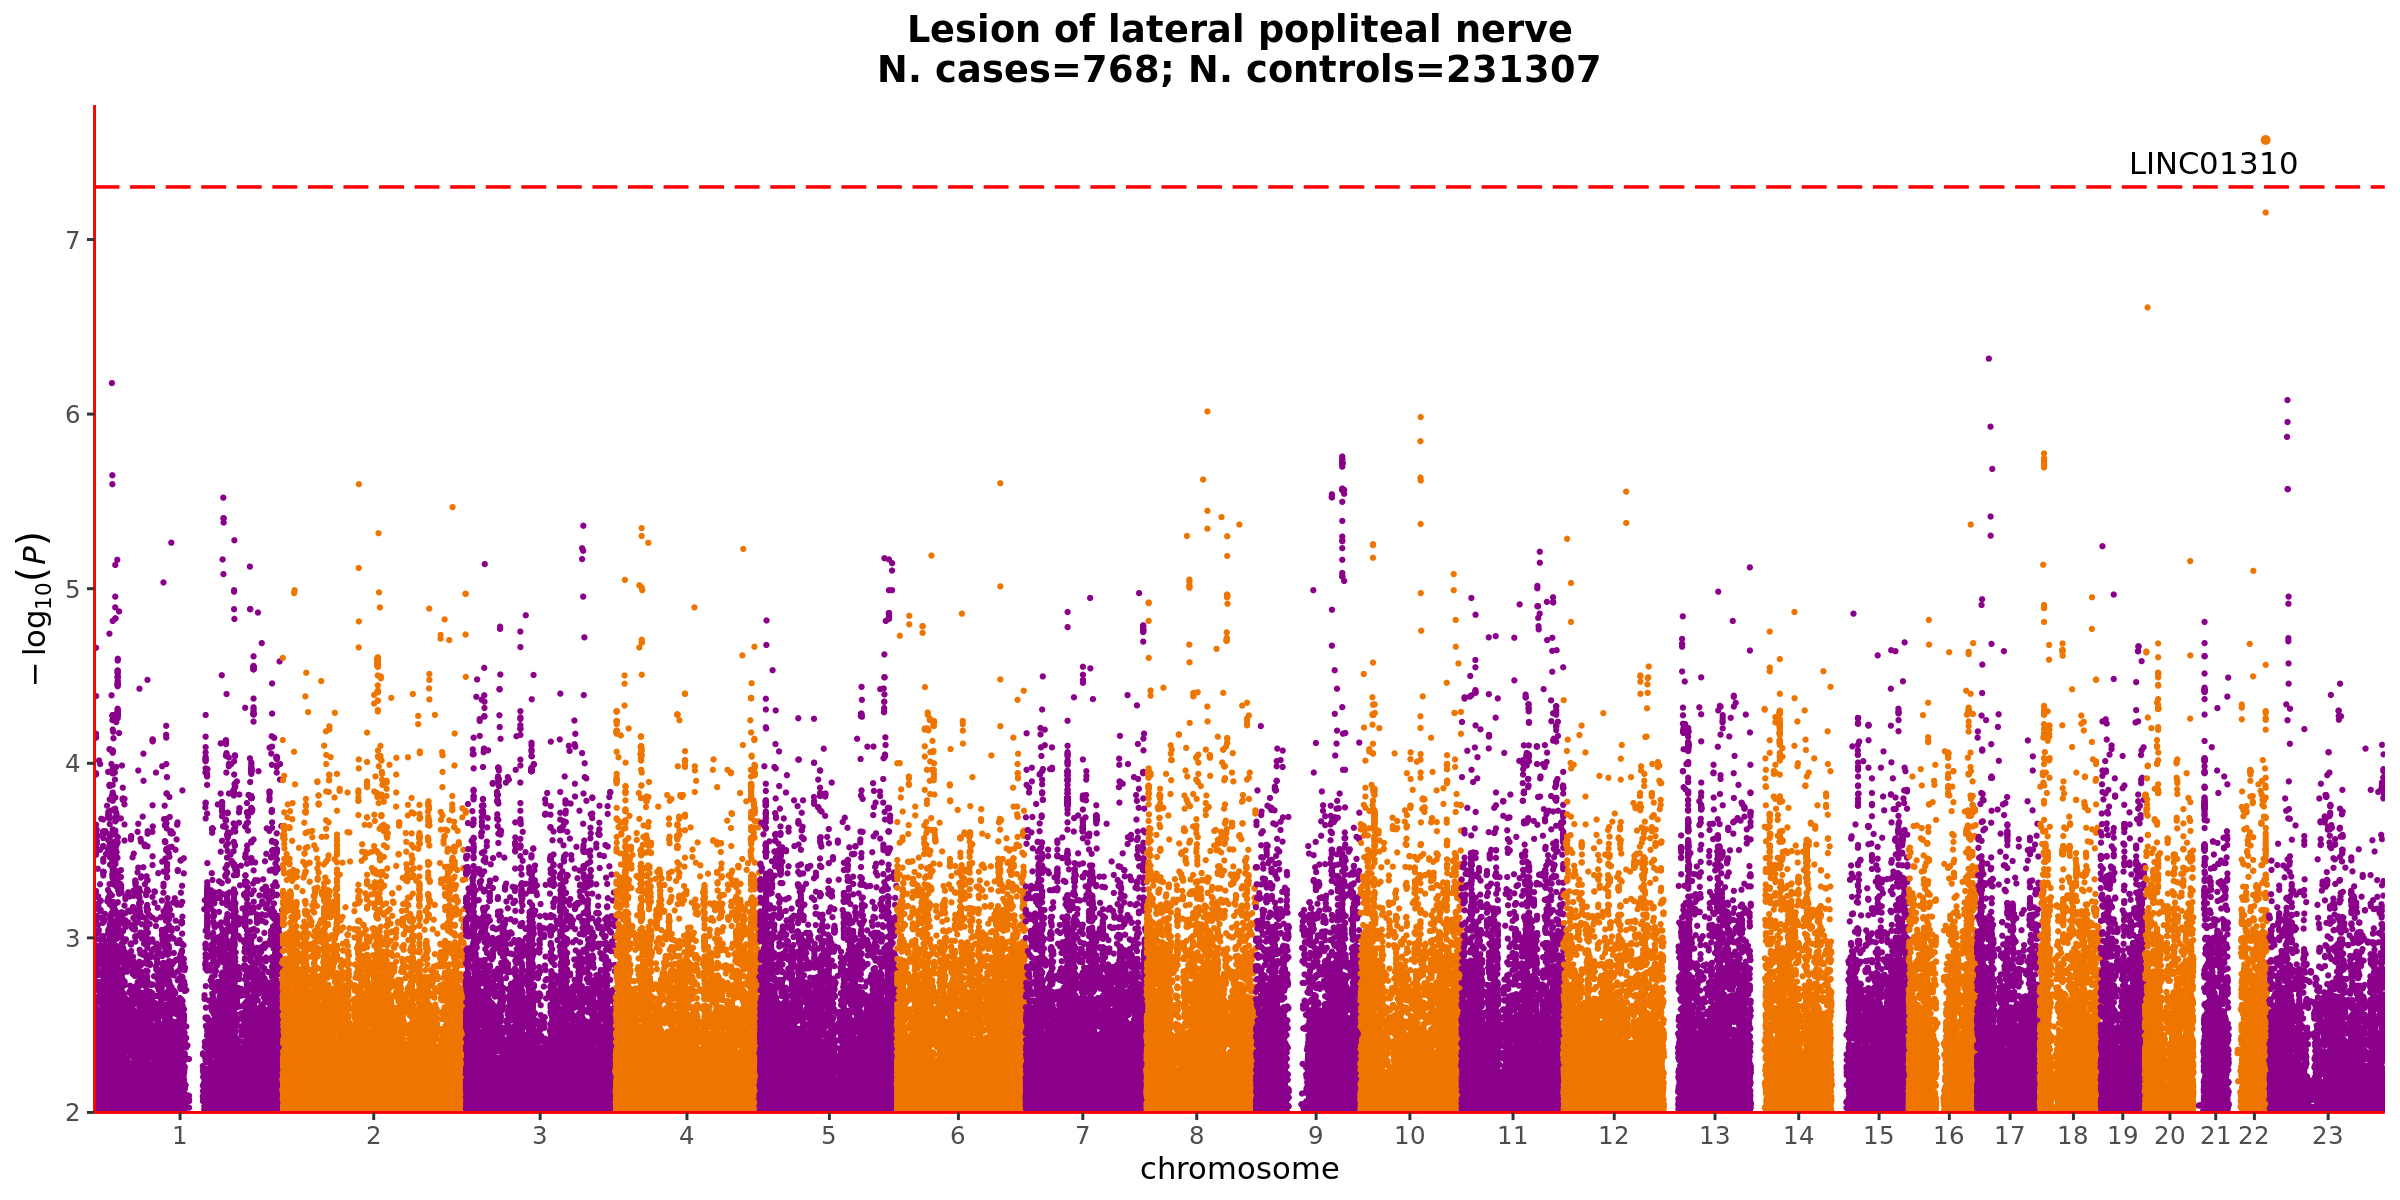 Lesion of lateral popliteal nerve
N. cases=768; N. controls=231307
LINC01310
7
6
5
4
3
2
−log10(P)
1 2 3 4 5 6 7 8 9 10 11 12 13 14 15 16 17 18 19 20 21 22 23
chromosome